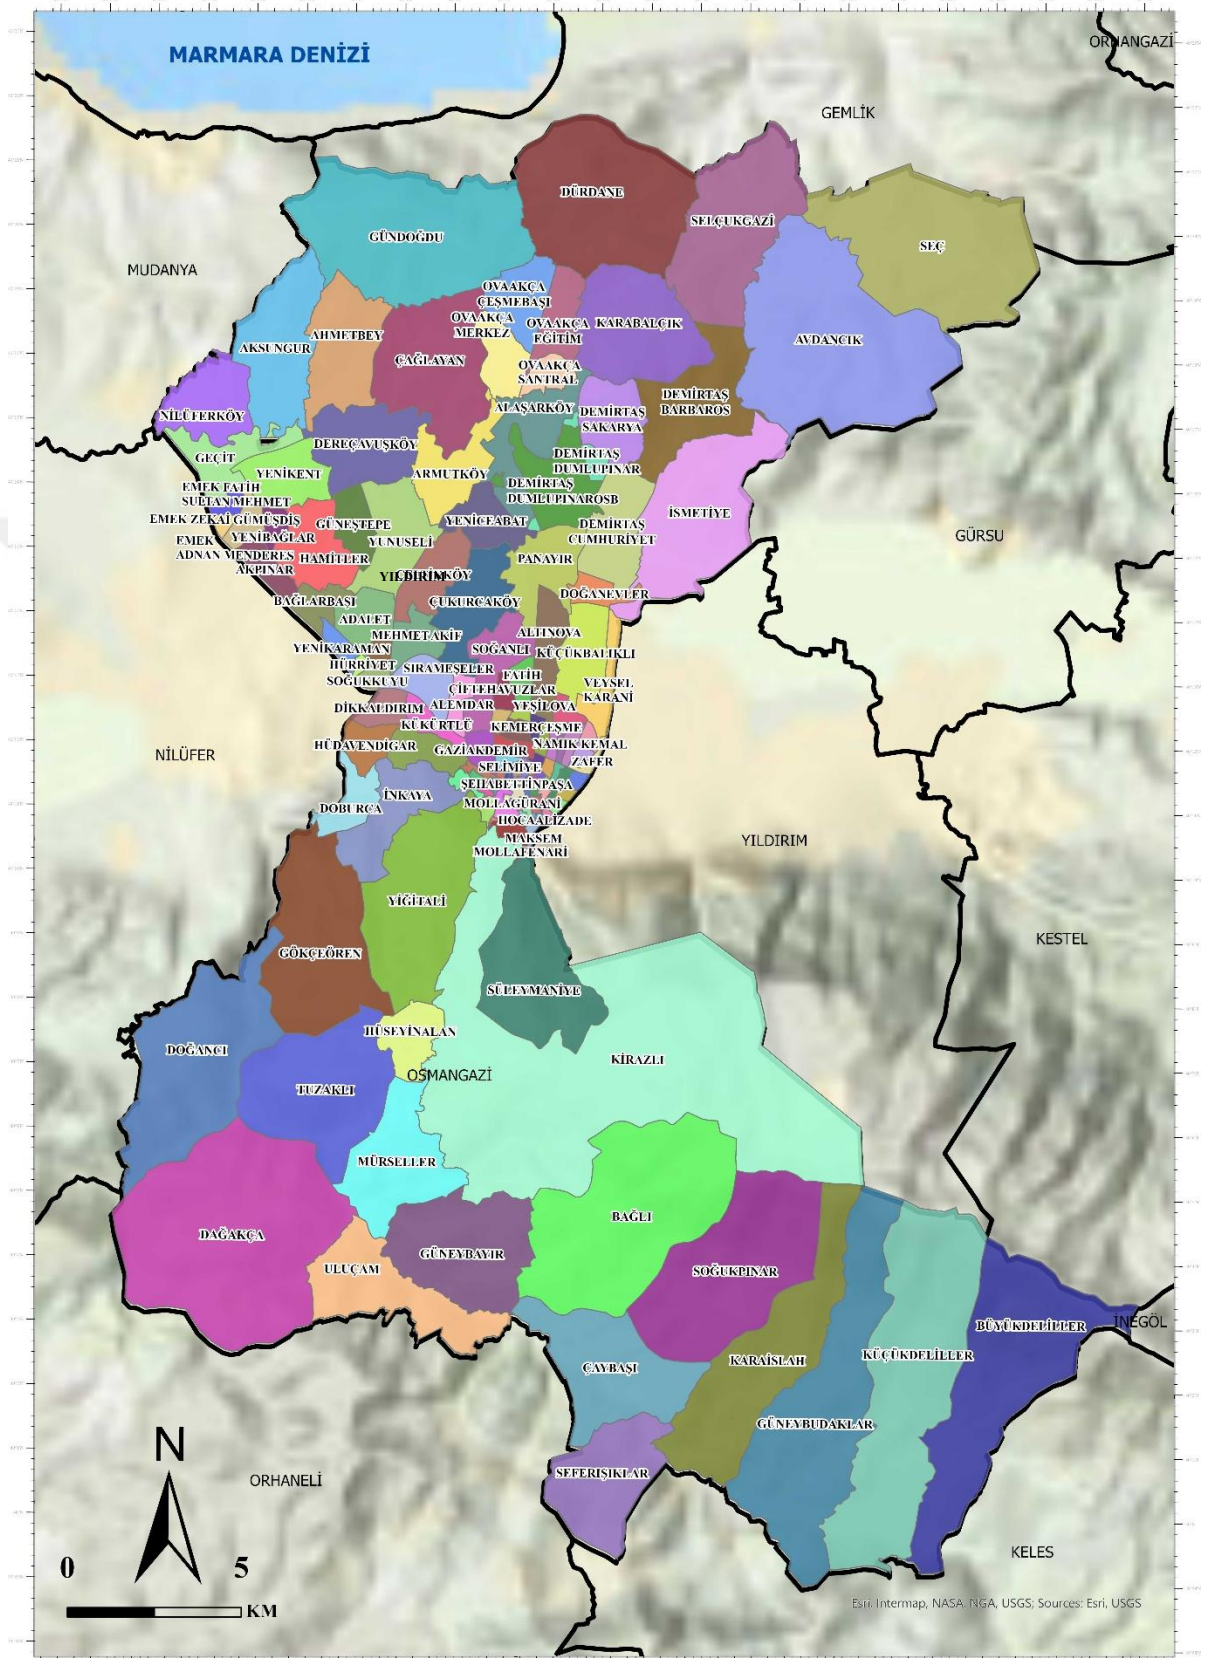 ORHANGAZİ
MARMARA DENİZİ
GEMLİK
DÜRDANE
SELÇUKGAZİ
GÜNDOĞDU
SEÇ
MUDANYA
OVAAKÇA
ÇEŞMEBAŞI
OVAAKÇA
MERKEZ
OVAAKÇA
EĞİTİM
KARABALÇIK
AHMETBEY
AKSUNGUR
ÇAĞLAYAN
AVDANCIK
OVAAKÇA
SANTRAL
DEMİRTAŞ
BARBAROS
NİLÜFERKÖY
ALAŞARKÖY
DEMİRTAŞ
SAKARYA
DEREÇAVUŞKÖY
GEÇİT
YENİKENT
ARMUTKÖY
DEMİRTAŞ
DUMLUPINAR
EMEK FATİH
SULTAN MEHMET
DEMİRTAŞ
DUMLUPINAROSB
EMEK ZEKAİ GÜMÜŞDİŞ
GÜNEŞTEPE
YENİCEABAT
İSMETİYE
DEMİRTAŞ
CUMHURİYET
GÜRSU
EMEK
ADNAN MENDERES
YENİBAĞLAR
YUNUSELİ
HAMİTLER
PANAYIR
AKPINAR
YILDIRIM
ÇELTİKKÖY
DOĞANEVLER
BAĞLARBAŞI
ÇUKURCAKÖY
ADALET
MEHMET AKİF
ALTINOVA
YENİKARAMAN
SOĞANLI
KÜÇÜKBALIKLI
HÜRRİYET
SIRAMEŞELER
FATİH
SOĞUKKUYU
ÇİFTEHAVUZLAR
VEYSEL
KARANİ
DİKKALDIRIM
ALEMDAR
YEŞİLOVA
KÜKÜRTLÜ
KEMERÇEŞME
HÜDAVENDİGAR
GAZİAKDEMİR
NAMIK KEMAL
NİLÜFER
SELİMİYE
ZAFER
ŞEHABETTİNPAŞA
İNKAYA
DOBURCA
MOLLAGÜRANİ
HOCAALİZADE
MAKSEM
MOLLAFENARİ
YILDIRIM
YİĞİTALİ
KESTEL
GÖKÇEÖREN
SÜLEYMANİYE
HÜSEYİNALAN
DOĞANCI
KİRAZLI
OSMANGAZİ
TUZAKLI
MÜRSELLER
BAĞLI
DAĞAKÇA
GÜNEYBAYIR
ULUÇAM
SOĞUKPINAR
BÜYÜKDELİLLER
İNEGÖL
KÜÇÜKDELİLLER
KARAİSLAH
ÇAYBAŞI
GÜNEYBUDAKLAR
N
SEFERIŞIKLAR
ORHANELİ
KELES
0 5
KM
Esri, Intermap, NASA, NGA, USGS; Sources: Esri, USGS